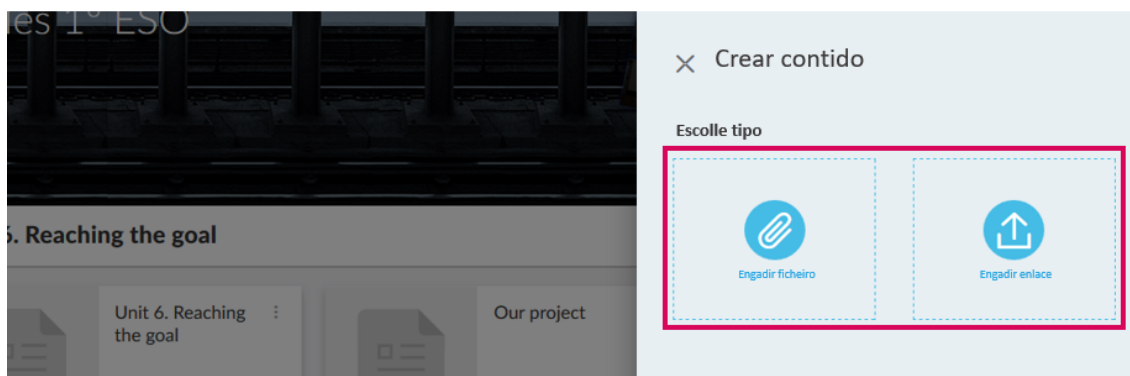 es 1º ESO
6. Reaching the goal
Unit 6. Reaching
the goal
Our project
Crear contido
Escolle tipo
Engadir ficheiro
Engadir enlace